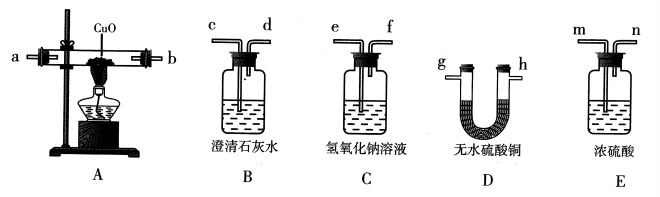 CuO
a b
c d
e f
g h
m n
澄清石灰水
氢氧化钠溶液
无水硫酸铜
浓硫酸
A B C D E